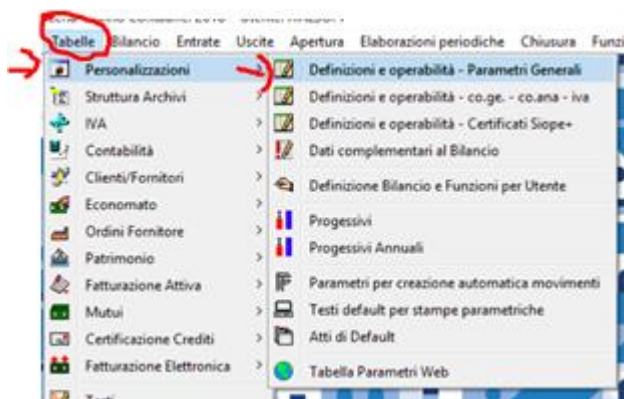 Tabelle Bilancio Entrate Uscite Apertura Elaborazioni periodiche Chiusura Funzi
Personalizzazioni
Struttura Archivi
IVA
Contabilità
Clienti/Fornitori
Economato
Ordini Fornitore
Patrimonio
Fatturazione Attiva
Mutui
Certificazione Crediti
Fatturazione Elettronica
Definizioni e operabilità - Parametri Generali
Definizioni e operabilità - co.ge. - co.ana - iva
Definizioni e operabilità - Certificati Siope+
Dati complementari al Bilancio
Definizione Bilancio e Funzioni per Utente
Progessivi
Progessivi Annuali
Parametri per creazione automatica movimenti
Testi default per stampe parametriche
Atti di Default
Tabella Parametri Web